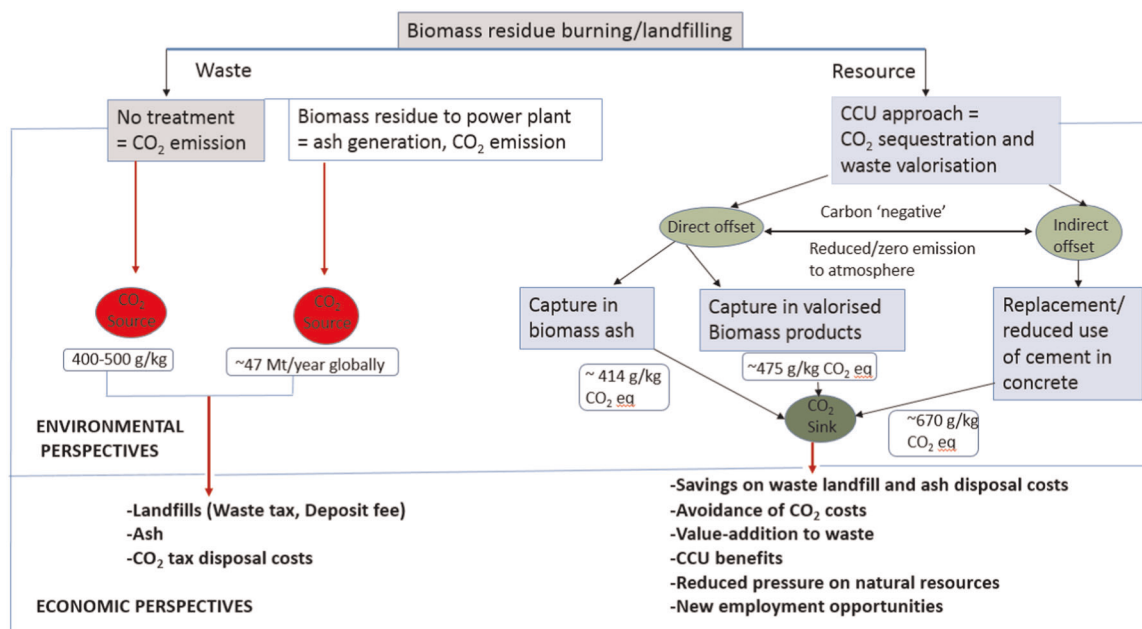 Biomass residue burning/landfilling
Waste
Resource
No treatment
= CO₂ emission
Biomass residue to power plant
= ash generation, CO₂ emission
CCU approach =
CO₂ sequestration and
waste valorisation
Direct offset
Carbon 'negative'
Reduced/zero emission
to atmosphere
Indirect
offset
CO₂
Source
CO₂
Source
Capture in
biomass ash
Capture in valorised
Biomass products
Replacement/
reduced use
of cement in
concrete
400-500 g/kg
~47 Mt/year globally
~ 414 g/kg
CO₂ eq
~475 g/kg CO₂ eq
CO₂
Sink
~670 g/kg
CO₂ eq
ENVIRONMENTAL
PERSPECTIVES
-Landfills (Waste tax, Deposit fee)
-Ash
-CO₂ tax disposal costs
-Savings on waste landfill and ash disposal costs
-Avoidance of CO₂ costs
-Value-addition to waste
-CCU benefits
-Reduced pressure on natural resources
-New employment opportunities
ECONOMIC PERSPECTIVES